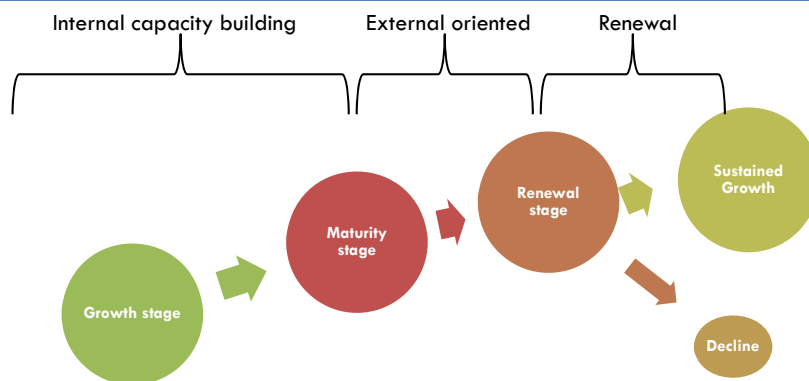 Internal capacity building
External oriented
Renewal
Growth stage
Maturity
stage
Renewal
stage
Sustained
Growth
Decline